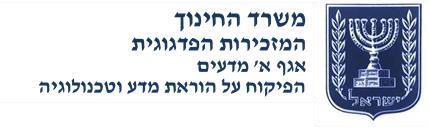 משרד החינוך
המזכירות הפדגוגית
אגף א' מדעים
הפיקוח על הוראת מדע וטכנולוגיה
ישראל